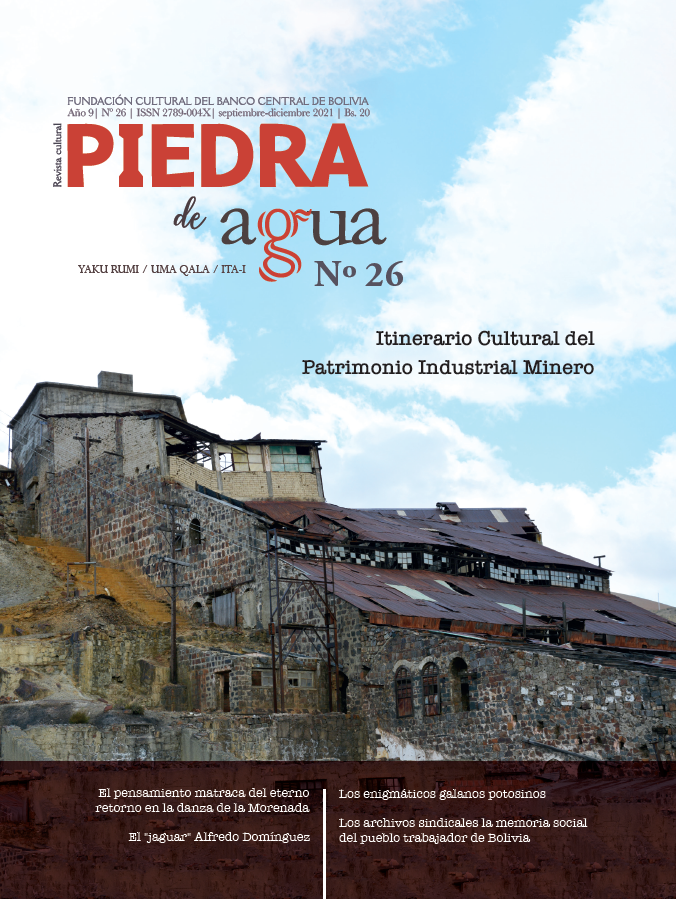 FUNDACIÓN CULTURAL DEL BANCO CENTRAL DE BOLIVIA
Año 9| Nº 26 | ISSN 2789-004X| septiembre-diciembre 2021 | Bs. 20
Revista cultural
PIEDRA
de agua
YAKU RUMI / UMA QALA / ITA-I
Nº 26
Itinerario Cultural del
Patrimonio Industrial Minero
El pensamiento matraca del eterno
retorno en la danza de la Morenada
El "jaguar" Alfredo Domínguez
Los enigmáticos galanos potosinos
Los archivos sindicales la memoria social
del pueblo trabajador de Bolivia